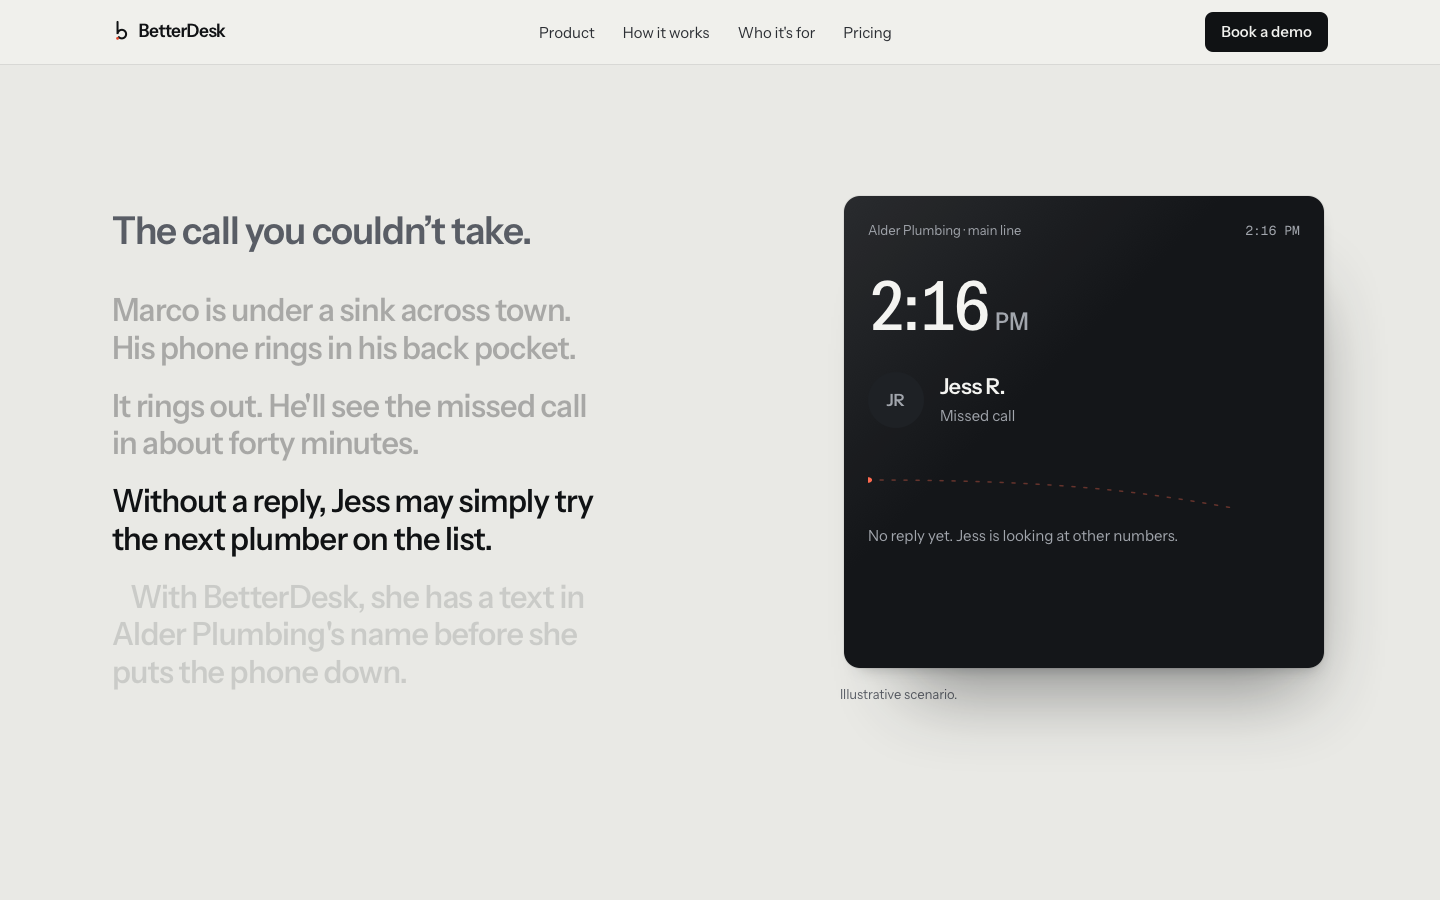 BetterDesk
Product
How it works
Who it's for
Pricing
Book a demo
The call you couldn’t take.
Marco is under a sink across town.
His phone rings in his back pocket.
It rings out. He'll see the missed call
in about forty minutes.
Without a reply, Jess may simply try
the next plumber on the list.
With BetterDesk, she has a text in
Alder Plumbing's name before she
puts the phone down.
Alder Plumbing · main line
2:16 PM
2:16 PM
JR
Jess R.
Missed call
No reply yet. Jess is looking at other numbers.
Illustrative scenario.